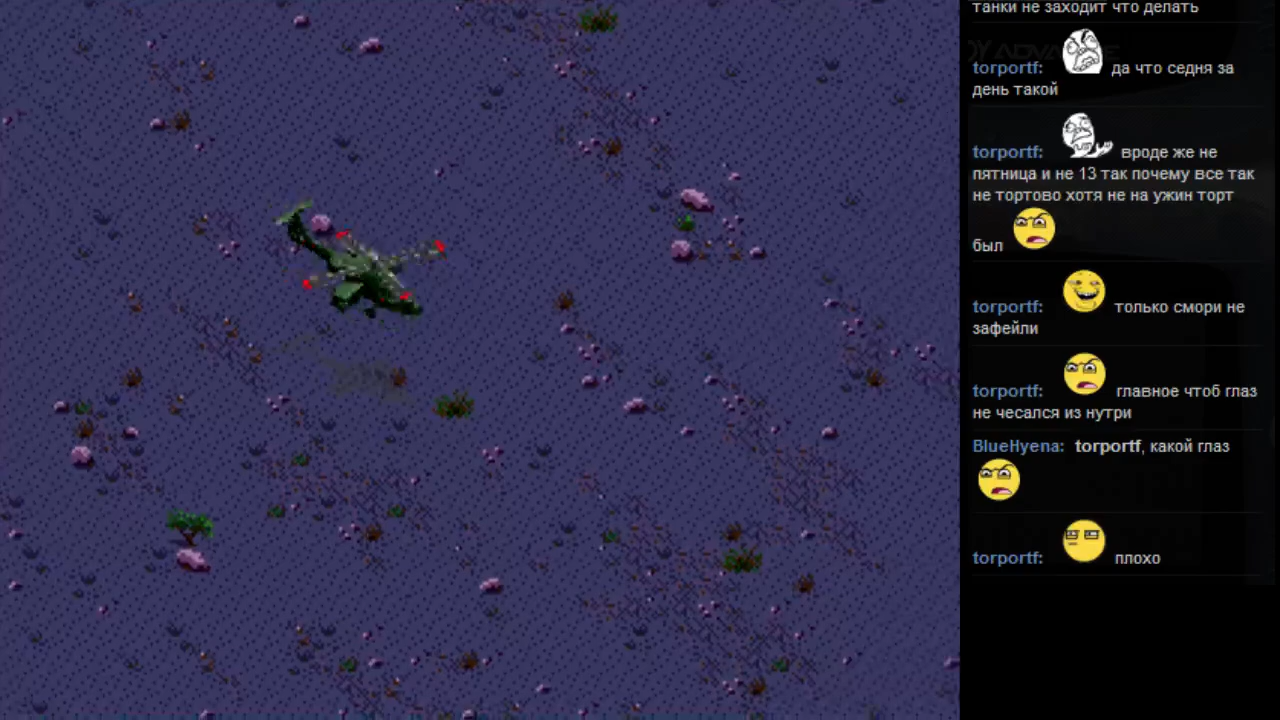 танки не заходит что делать
torportf: да что седня за
день такой
torportf: вроде же не
пятница и не 13 так почему все так
не тортово хотя не на ужин торт
был
torportf: только смори не
зафейли
torportf: главное чтоб глаз
не чесался из нутри
BlueHyena: torportf, какой глаз
torportf: плохо